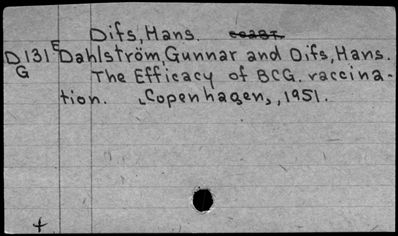 Difs, Hans.
D131 E Dahlström, Gunnar and Difs, Hans.
G The Efficacy of BCG. vaccina-
tion. Copenhagen, 1951.